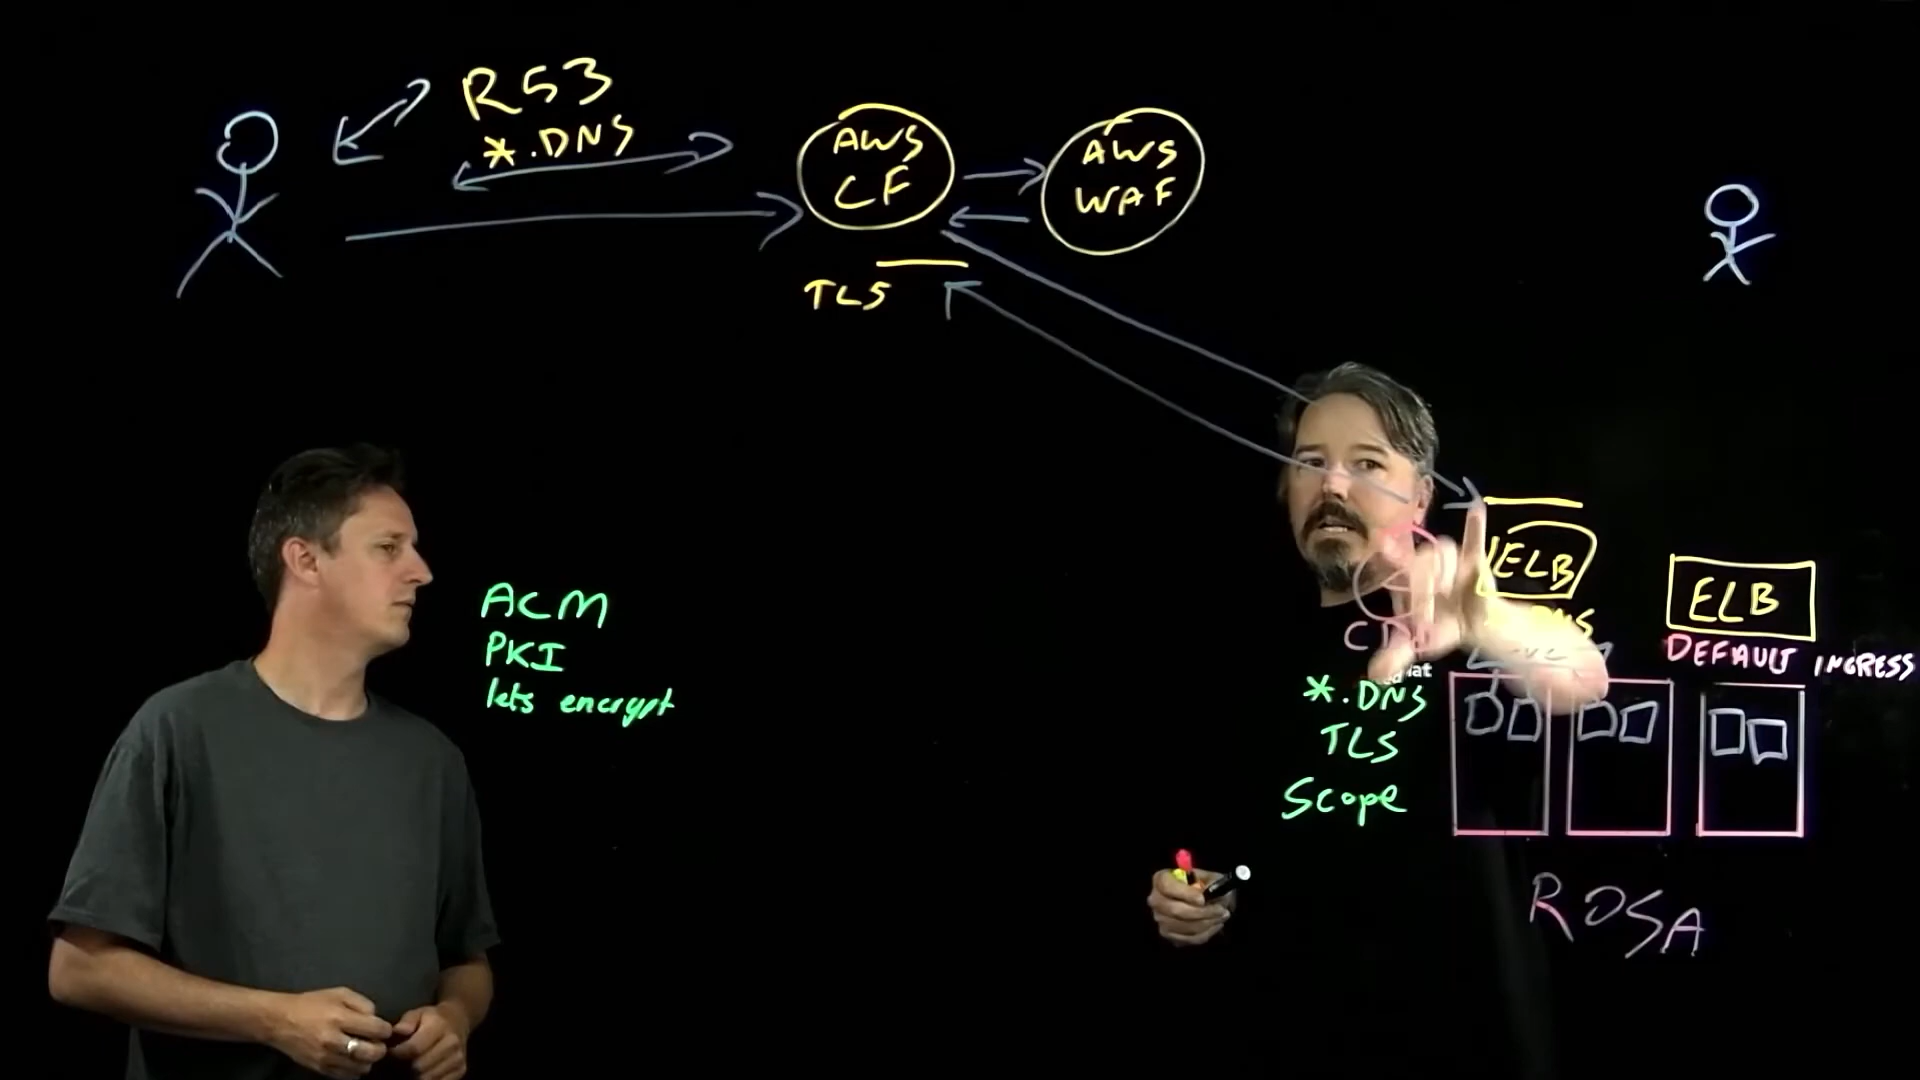 R53
*.DNS
AWS
CF
AWS
WAF
TLS
ELB
ELB
DEFAULT INGRESS
ACM
PKI
lets encrypt
*.DNS
TLS
Scope
ROSA